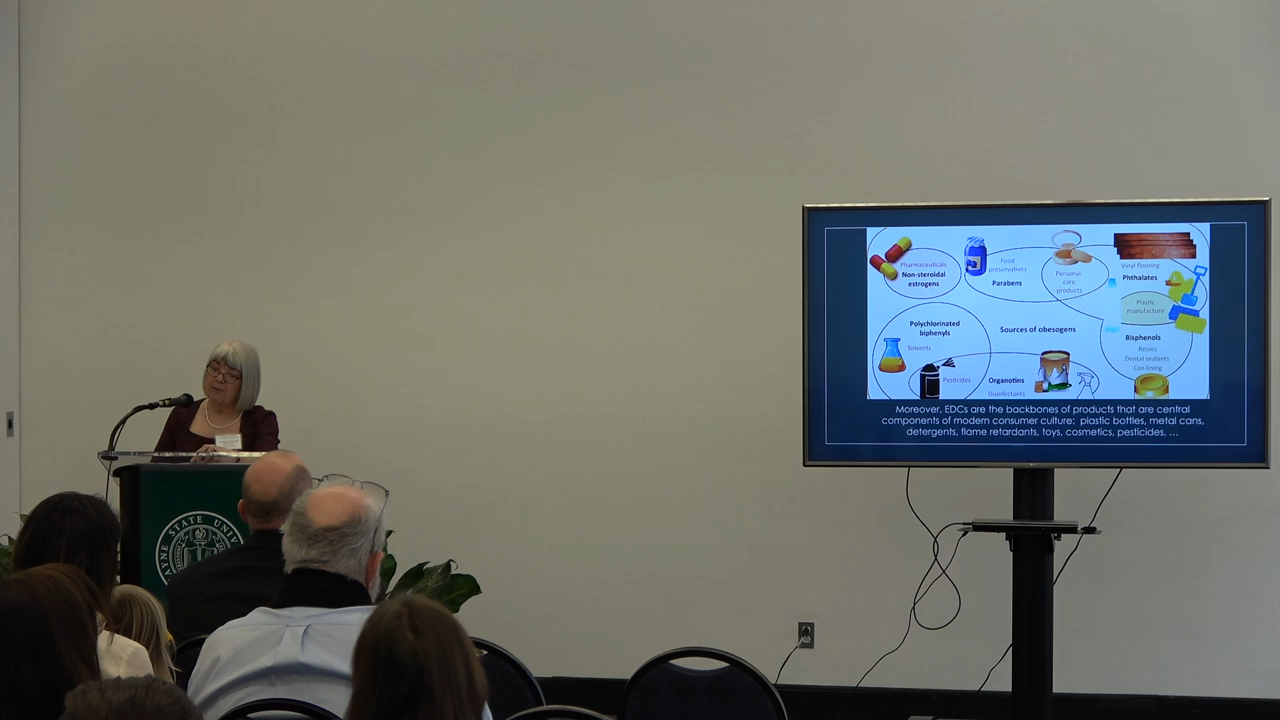 Pharmaceuticals
Non-steroidal
estrogens
Food
preservatives
Parabens
Personal
care
products
Vinyl flooring
Phthalates
Plastic
manufacture
Polychlorinated
biphenyls
Solvents
Sources of obesogens
Bisphenols
Resins
Dental sealants
Can lining
Pesticides
Organotins
Disinfectants
Moreover, EDCs are the backbones of products that are central
components of modern consumer culture: plastic bottles, metal cans,
detergents, flame retardants, toys, cosmetics, pesticides, ...
AYNE STATE UNIV